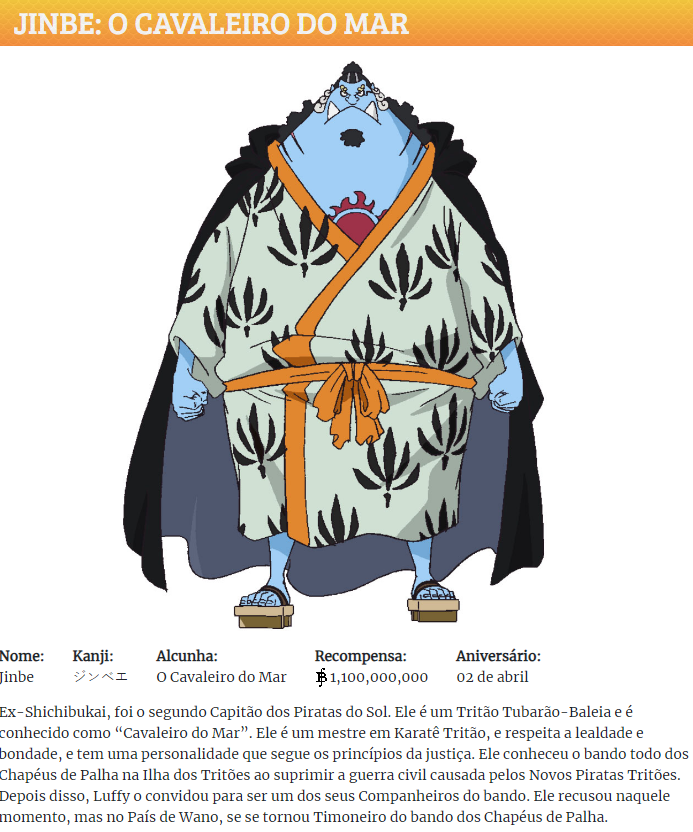 JINBE: O CAVALEIRO DO MAR
Nome: Kanji: Alcunha: Recompensa: Aniversário:
Jinbe ジンベエ O Cavaleiro do Mar ฿ 1,100,000,000 02 de abril
Ex-Shichibukai, foi o segundo Capitão dos Piratas do Sol. Ele é um Tritão Tubarão-Baleia e é
conhecido como “Cavaleiro do Mar”. Ele é um mestre em Karatê Tritão, e respeita a lealdade e
bondade, e tem uma personalidade que segue os princípios da justiça. Ele conheceu o bando todo dos
Chapéus de Palha na Ilha dos Tritões ao suprimir a guerra civil causada pelos Novos Piratas Tritões.
Depois disso, Luffy o convidou para ser um dos seus Companheiros do bando. Ele recusou naquele
momento, mas no País de Wano, se se tornou Timoneiro do bando dos Chapéus de Palha.